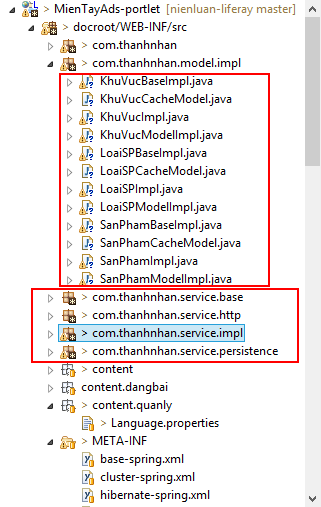 > MienTayAds-portlet [nienluan-liferay master]
> docroot/WEB-INF/src
> com.thanhnhan
> com.thanhnhan.model.impl
KhuVucBaseImpl.java
KhuVucCacheModel.java
KhuVucImpl.java
KhuVucModelImpl.java
LoaiSPBaseImpl.java
LoaiSPCacheModel.java
LoaiSPImpl.java
LoaiSPModelImpl.java
SanPhamBaseImpl.java
SanPhamCacheModel.java
SanPhamImpl.java
SanPhamModelImpl.java
> com.thanhnhan.service.base
> com.thanhnhan.service.http
> com.thanhnhan.service.impl
> com.thanhnhan.service.persistence
> content
content.dangbai
> content.quanly
> Language.properties
> META-INF
base-spring.xml
cluster-spring.xml
hibernate-spring.xml